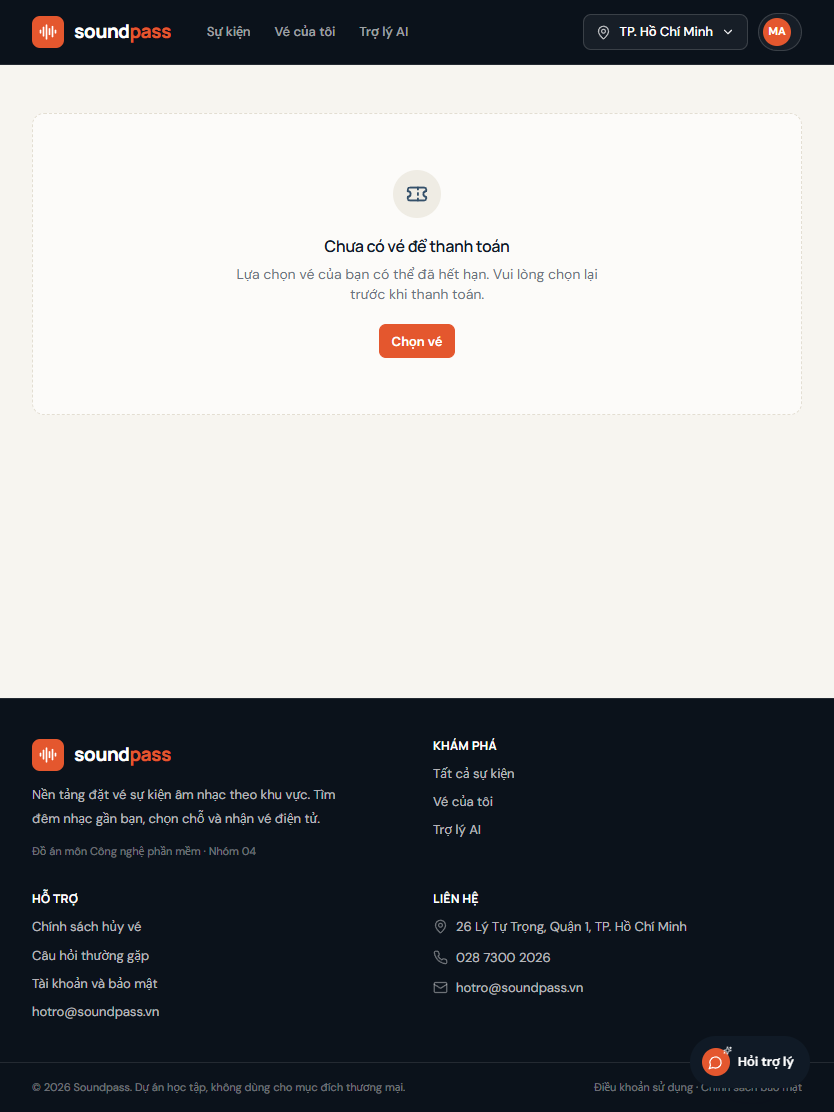 soundpass
Sự kiện
Vé của tôi
Trợ lý AI
TP. Hồ Chí Minh
MA
Chưa có vé để thanh toán
Lựa chọn vé của bạn có thể đã hết hạn. Vui lòng chọn lại
trước khi thanh toán.
Chọn vé
soundpass
Nền tảng đặt vé sự kiện âm nhạc theo khu vực. Tìm
đêm nhạc gần bạn, chọn chỗ và nhận vé điện tử.
Đồ án môn Công nghệ phần mềm · Nhóm 04
KHÁM PHÁ
Tất cả sự kiện
Vé của tôi
Trợ lý AI
HỖ TRỢ
Chính sách hủy vé
Câu hỏi thường gặp
Tài khoản và bảo mật
hotro@soundpass.vn
LIÊN HỆ
26 Lý Tự Trọng, Quận 1, TP. Hồ Chí Minh
028 7300 2026
hotro@soundpass.vn
Hỏi trợ lý
© 2026 Soundpass. Dự án học tập, không dùng cho mục đích thương mại.
Điều khoản sử dụng · Chính sách bảo mật